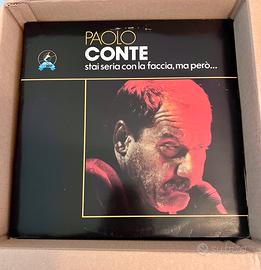 PAOLO
CONTE
stai seria con la faccia, ma però...